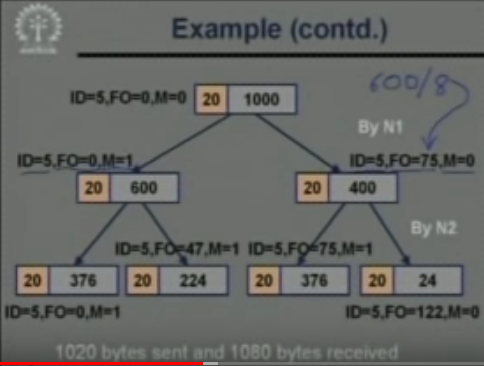 Example (contd.)
600/8
ID=5,FO=0,M=0 20 1000
By N1
ID=5,FO=0,M=1 ID=5,FO=75,M=0
20 600 20 400
By N2
ID=5,FO=47,M=1 ID=5,FO=75,M=1
20 376 20 224 20 376 20 24
ID=5,FO=0,M=1 ID=5,FO=122,M=0
1020 bytes sent and 1080 bytes received